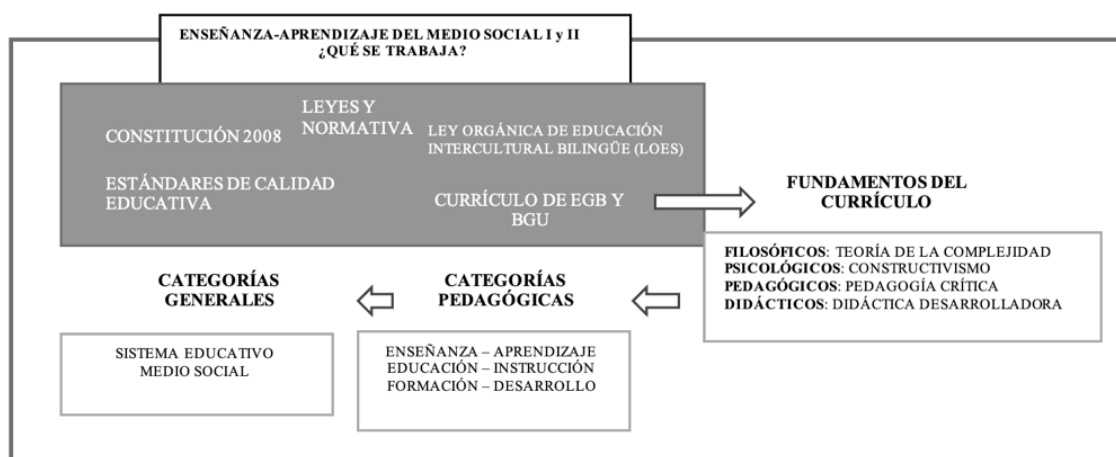 ENSEÑANZA-APRENDIZAJE DEL MEDIO SOCIAL I y II
¿QUÉ SE TRABAJA?
LEYES Y
NORMATIVA
CONSTITUCIÓN 2008
LEY ORGÁNICA DE EDUCACIÓN
INTERCULTURAL BILINGÜE (LOES)
ESTÁNDARES DE CALIDAD
EDUCATIVA
CURRÍCULO DE EGB Y
BGU
FUNDAMENTOS DEL
CURRÍCULO
FILOSÓFICOS: TEORÍA DE LA COMPLEJIDAD
PSICOLÓGICOS: CONSTRUCTIVISMO
PEDAGÓGICOS: PEDAGOGÍA CRÍTICA
DIDÁCTICOS: DIDÁCTICA DESARROLLADORA
CATEGORÍAS
GENERALES
SISTEMA EDUCATIVO
MEDIO SOCIAL
CATEGORÍAS
PEDAGÓGICAS
ENSEÑANZA – APRENDIZAJE
EDUCACIÓN – INSTRUCCIÓN
FORMACIÓN – DESARROLLO